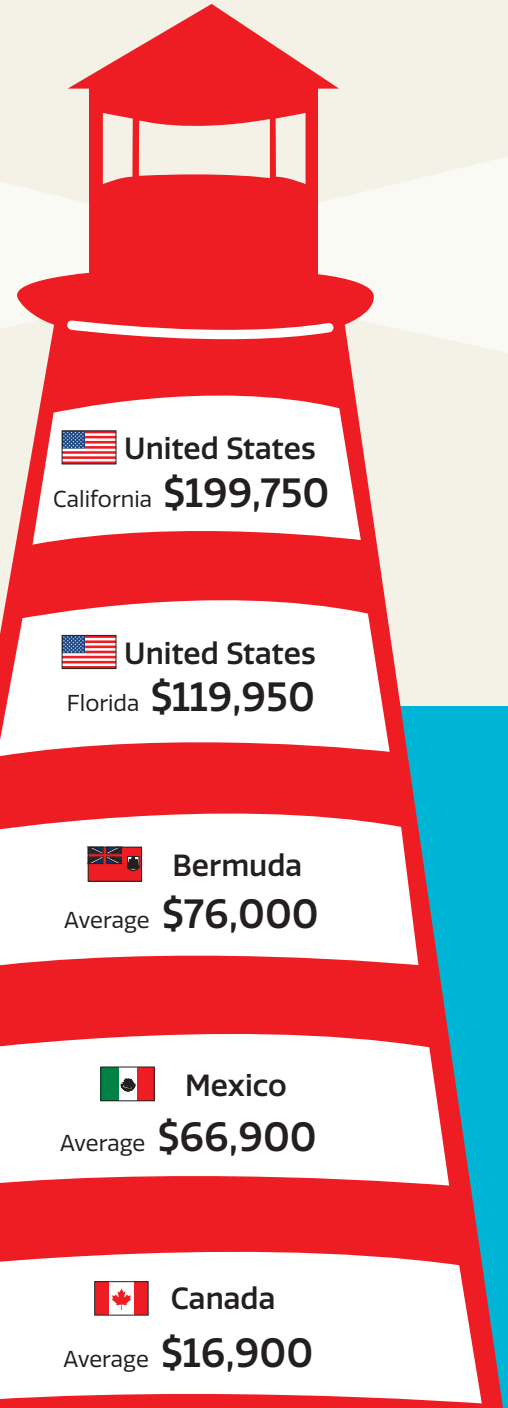 United States
California $199,750
United States
Florida $119,950
Bermuda
Average $76,000
Mexico
Average $66,900
Canada
Average $16,900